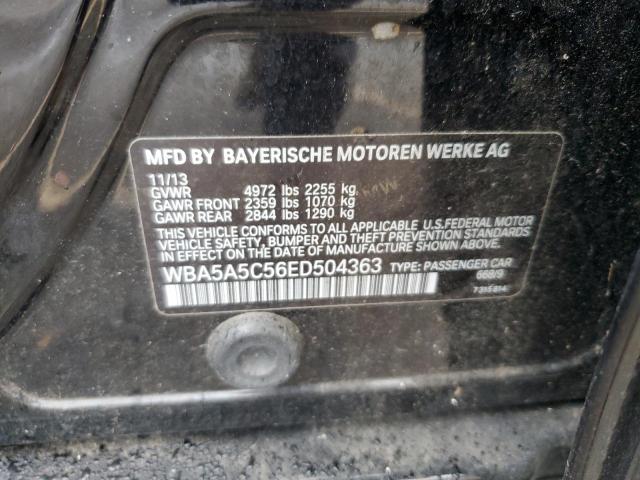 MFD BY BAYERISCHE MOTOREN WERKE AG
11/13
GVWR 4972 lbs 2255 kg
GAWR FRONT 2359 lbs 1070 kg
GAWR REAR 2844 lbs 1290 kg
THIS VEHICLE CONFORMS TO ALL APPLICABLE U.S.FEDERAL MOTOR
VEHICLE SAFETY, BUMPER AND THEFT PREVENTION STANDARDS
IN EFFECT ON THE DATE OF MANUFACTURE SHOWN ABOVE.
WBA5A5C56ED504363 TYPE: PASSENGER CAR
668/9